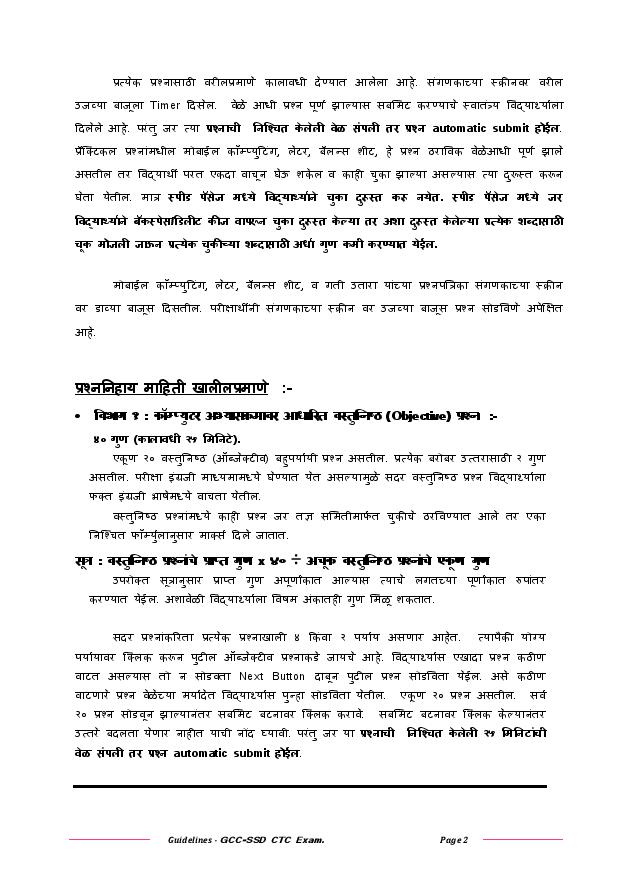 प्रत्येक प्रश्नासाठी वरीलप्रमाणे कालावधी देण्यात आलेला आहे. संगणकाच्या स्क्रीनवर वरील
उजव्या बाजूला Timer दिसेल. वेळे आधी प्रश्न पूर्ण झाल्यास सबमिट करण्याचे स्वातंत्र्य विद्यार्थ्याला
दिलेले आहे. परंतु जर त्या प्रश्नाची निश्चित केलेली वेळ संपली तर प्रश्न automatic submit होईल.
प्रॅक्टिकल प्रश्नांमधील मोबाईल कॉम्प्युटिंग, लेटर, बॅलन्स शीट, हे प्रश्न ठराविक वेळेआधी पूर्ण झाले
असतील तर विद्यार्थी परत एकदा वाचून घेऊ शकेल व काही चुका झाल्या असल्यास त्या दुरुस्त करून
घेता येतील. मात्र स्पीड पॅसेज मध्ये विद्यार्थ्याने चुका दुरुस्त करू नयेत. स्पीड पॅसेज मध्ये जर
विद्यार्थ्याने बॅकस्पेस/डिलीट कीज वापरून चुका दुरुस्त केल्या तर अशा दुरुस्त केलेल्या प्रत्येक शब्दासाठी
चूक मोजली जाऊन प्रत्येक चुकीच्या शब्दासाठी अर्धा गुण कमी करण्यात येईल.
मोबाईल कॉम्प्युटिंग, लेटर, बॅलेन्स शीट, व गती उतारा यांच्या प्रश्नपत्रिका संगणकाच्या स्क्रीन
वर डाव्या बाजूस दिसतील. परीक्षार्थींनी संगणकाच्या स्क्रीन वर उजव्या बाजूस प्रश्न सोडविणे अपेक्षित
आहे.
प्रश्ननिहाय माहिती खालीलप्रमाणे :-
• विभाग १ : कॉम्प्युटर अभ्यासक्रमावर आधारित वस्तुनिष्ठ (Objective) प्रश्न :-
४० गुण (कालावधी २५ मिनिटे).
एकूण २० वस्तुनिष्ठ (ऑब्जेक्टीव) बहुपर्यायी प्रश्न असतील. प्रत्येक बरोबर उत्तरासाठी २ गुण
असतील. परीक्षा इंग्रजी माध्यमामध्ये घेण्यात येत असल्यामुळे सदर वस्तुनिष्ठ प्रश्न विद्यार्थ्याला
फक्त इंग्रजी भाषेमध्ये वाचता येतील.
वस्तुनिष्ठ प्रश्नांमध्ये काही प्रश्न जर तज्ञ समितीमार्फत चुकीचे ठरविण्यात आले तर एका
निश्चित फॉर्म्युलानुसार मार्क्स दिले जातात.
सूत्र : वस्तुनिष्ठ प्रश्नांचे प्राप्त गुण x ४० ÷ अचूक वस्तुनिष्ठ प्रश्नांचे एकूण गुण
उपरोक्त सूत्रानुसार प्राप्त गुण अपूर्णांकात आल्यास त्याचे लगतच्या पूर्णांकात रुपांतर
करण्यात येईल. अशावेळी विद्यार्थ्याला विषम अंकातही गुण मिळू शकतात.
सदर प्रश्नांकरिता प्रत्येक प्रश्नाखाली ४ किंवा २ पर्याय असणार आहेत. त्यापैकी योग्य
पर्यायावर क्लिक करून पुढील ऑब्जेक्टीव प्रश्नाकडे जायचे आहे. विद्यार्थ्यास एखादा प्रश्न कठीण
वाटत असल्यास तो न सोडवता Next Button दाबून पुढील प्रश्न सोडविता येईल. असे कठीण
वाटणारे प्रश्न वेळेच्या मर्यादेत विद्यार्थ्यास पुन्हा सोडविता येतील. एकूण २० प्रश्न असतील. सर्व
२० प्रश्न सोडवून झाल्यानंतर सबमिट बटनावर क्लिक करावे. सबमिट बटनावर क्लिक केल्यानंतर
उत्तरे बदलता येणार नाहीत याची नोंद घ्यावी. परंतु जर या प्रश्नाची निश्चित केलेली २५ मिनिटांची
वेळ संपली तर प्रश्न automatic submit होईल.
Guidelines - GCC-SSD CTC Exam. Page 2